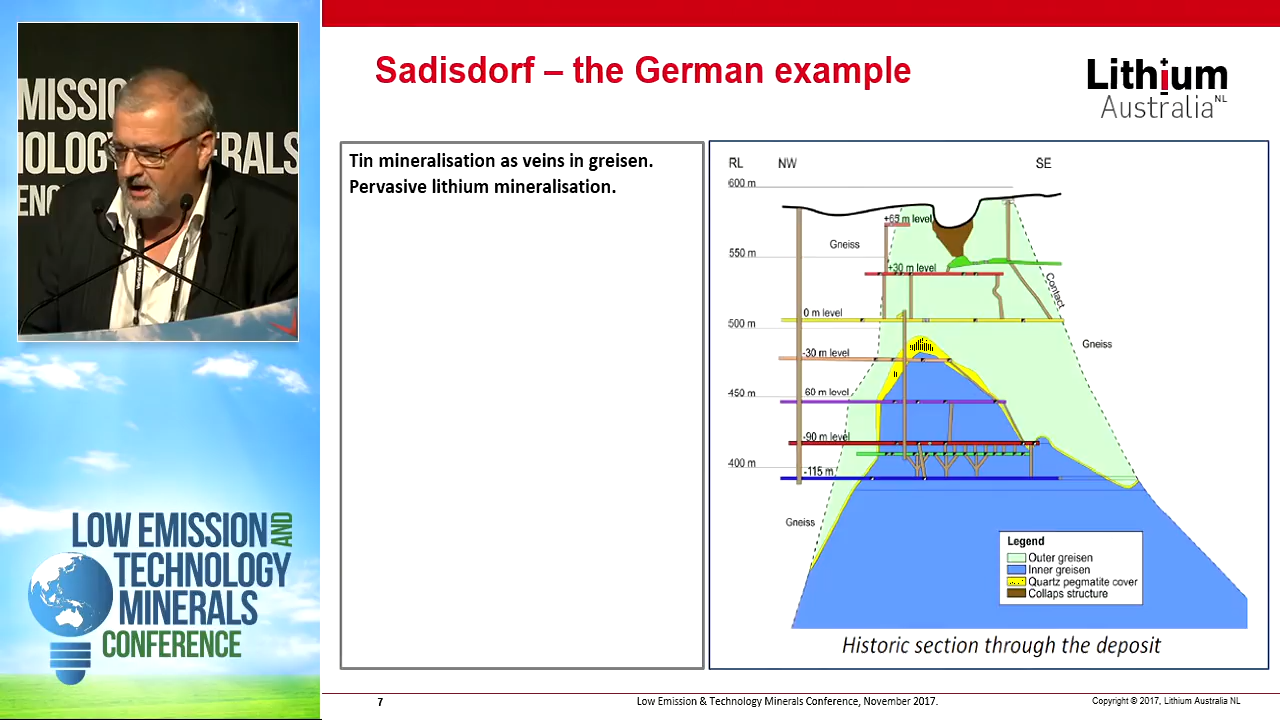 MISSIO
NOLOG
ERALS
ENC
LOW EMISSION AND
TECHNOLOGY
MINERALS
CONFERENCE
Sadisdorf – the German example
Lithium
Australia NL
Tin mineralisation as veins in greisen.
Pervasive lithium mineralisation.
RL NW SE
600 m
+65 m level
Gneiss
550 m
+30 m level
Contact
0 m level
500 m
Gneiss
-30 m level
450 m
60 m level
-90 m level
400 m
-115 m
Gneiss
Legend
Outer greisen
Inner greisen
Quartz pegmatite cover
Collaps structure
Historic section through the deposit
7
Low Emission & Technology Minerals Conference, November 2017.
Copyright © 2017, Lithium Australia NL